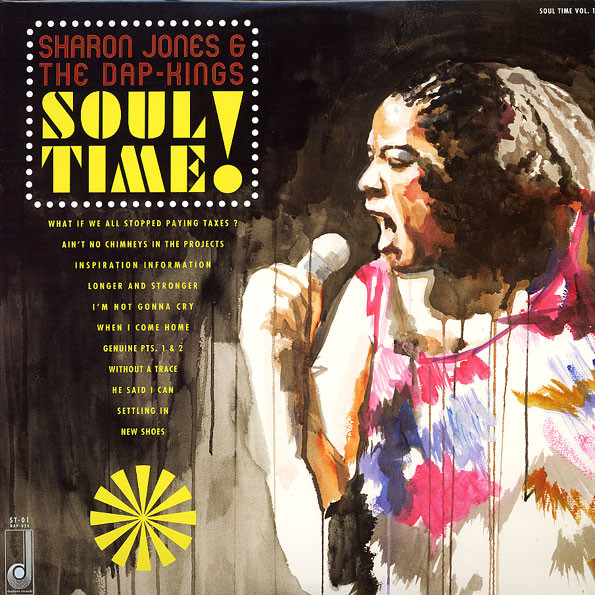 SOUL TIME VOL. 1
SHARON JONES &
THE DAP-KINGS
SOUL
TIME!
WHAT IF WE ALL STOPPED PAYING TAXES ?
AIN'T NO CHIMNEYS IN THE PROJECTS
INSPIRATION INFORMATION
LONGER AND STRONGER
I'M NOT GONNA CRY
WHEN I COME HOME
GENUINE PTS. 1 & 2
WITHOUT A TRACE
HE SAID I CAN
SETTLING IN
NEW SHOES
ST-01